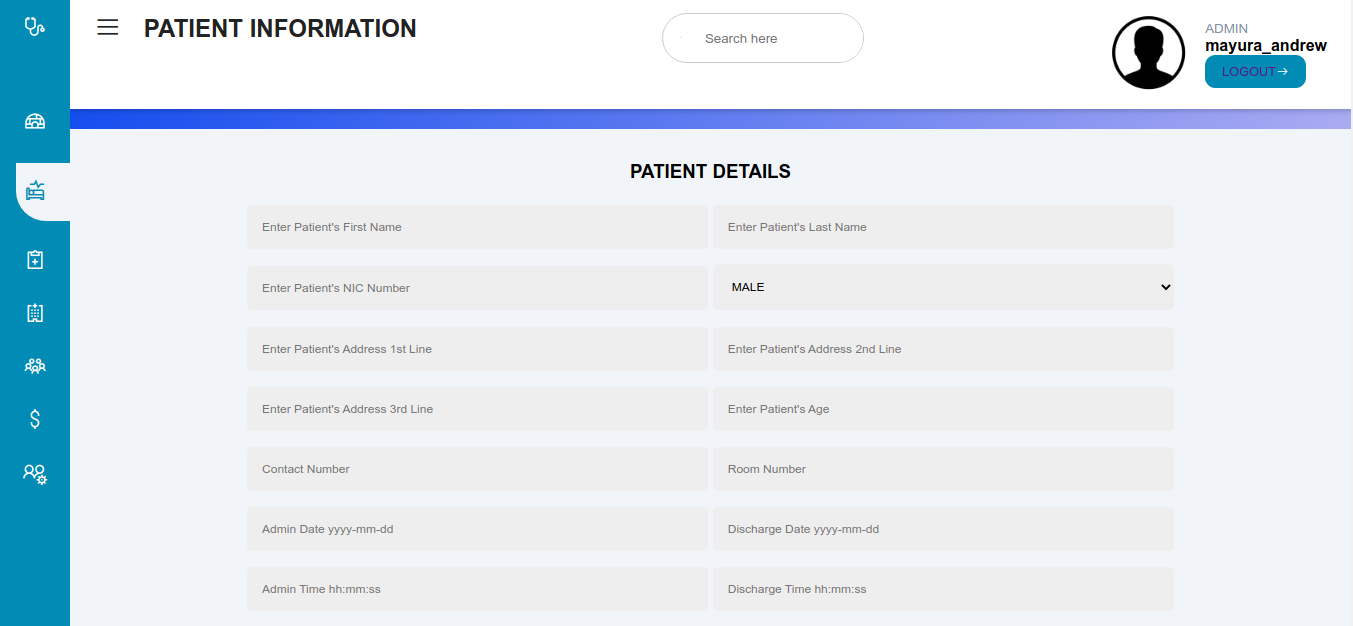 PATIENT INFORMATION
Search here
ADMIN
mayura_andrew
LOGOUT→
PATIENT DETAILS
Enter Patient's First Name
Enter Patient's Last Name
Enter Patient's NIC Number
MALE
Enter Patient's Address 1st Line
Enter Patient's Address 2nd Line
Enter Patient's Address 3rd Line
Enter Patient's Age
Contact Number
Room Number
Admin Date yyyy-mm-dd
Discharge Date yyyy-mm-dd
Admin Time hh:mm:ss
Discharge Time hh:mm:ss